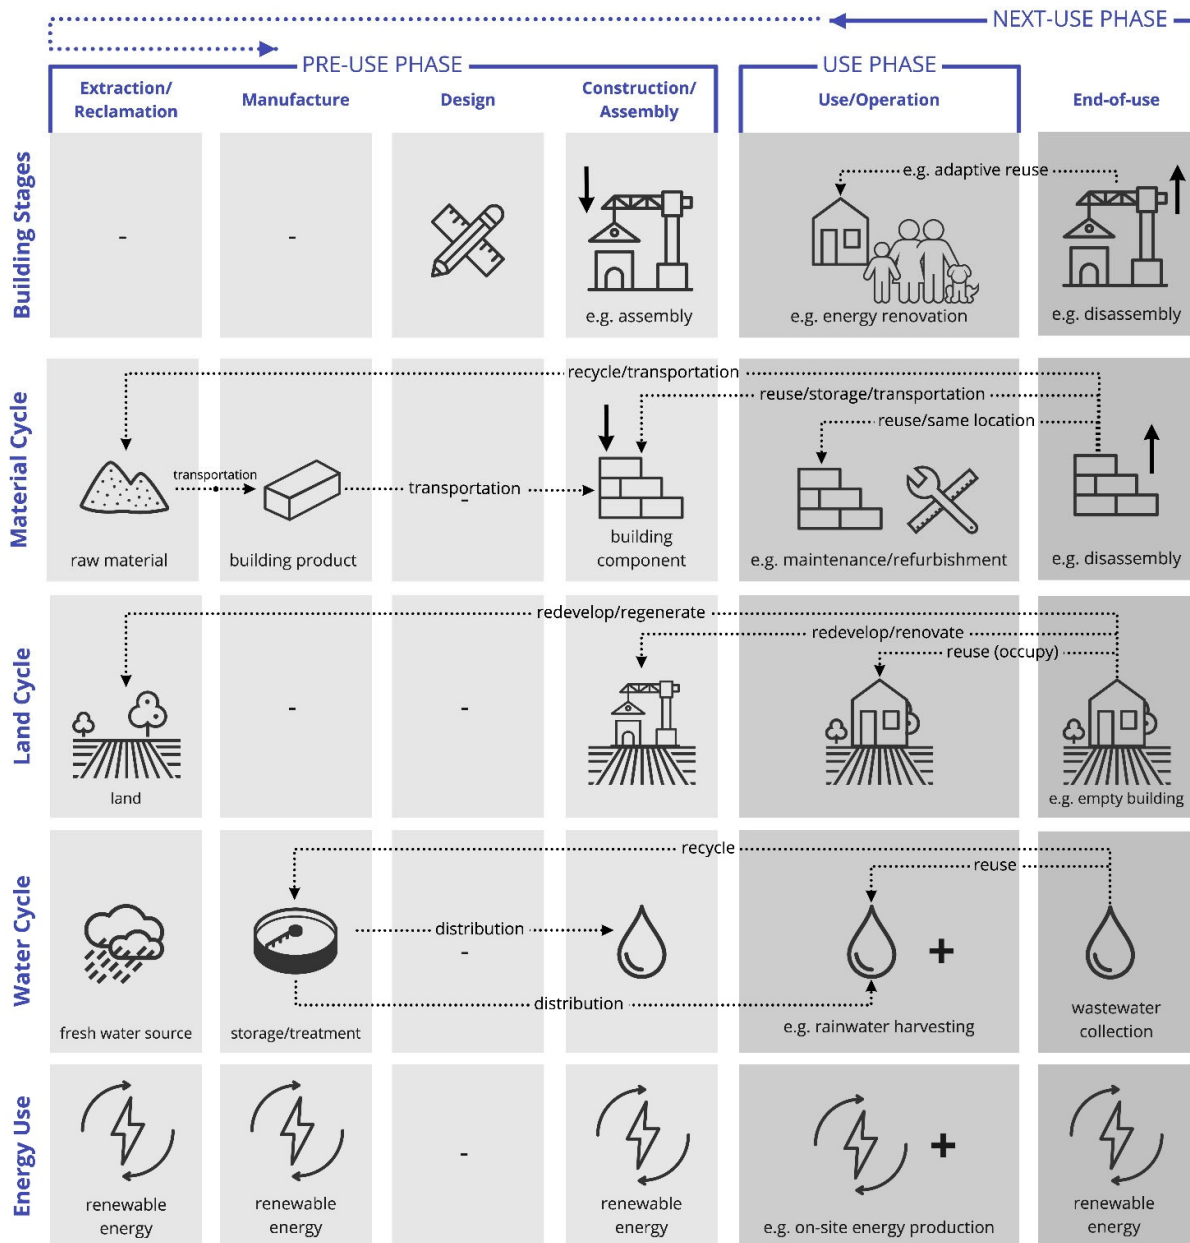 NEXT-USE PHASE
PRE-USE PHASE
USE PHASE
Extraction/
Reclamation
Manufacture
Design
Construction/
Assembly
Use/Operation
End-of-use
Building Stages
-
-
e.g. assembly
e.g. adaptive reuse
e.g. energy renovation
e.g. disassembly
Material Cycle
recycle/transportation
reuse/storage/transportation
reuse/same location
transportation
transportation
-
raw material
building product
building
component
e.g. maintenance/refurbishment
e.g. disassembly
Land Cycle
redevelop/regenerate
redevelop/renovate
reuse (occupy)
-
-
land
e.g. empty building
Water Cycle
recycle
reuse
distribution
-
+
distribution
fresh water source
storage/treatment
e.g. rainwater harvesting
wastewater
collection
Energy Use
-
+
renewable
energy
renewable
energy
renewable
energy
e.g. on-site energy production
renewable
energy